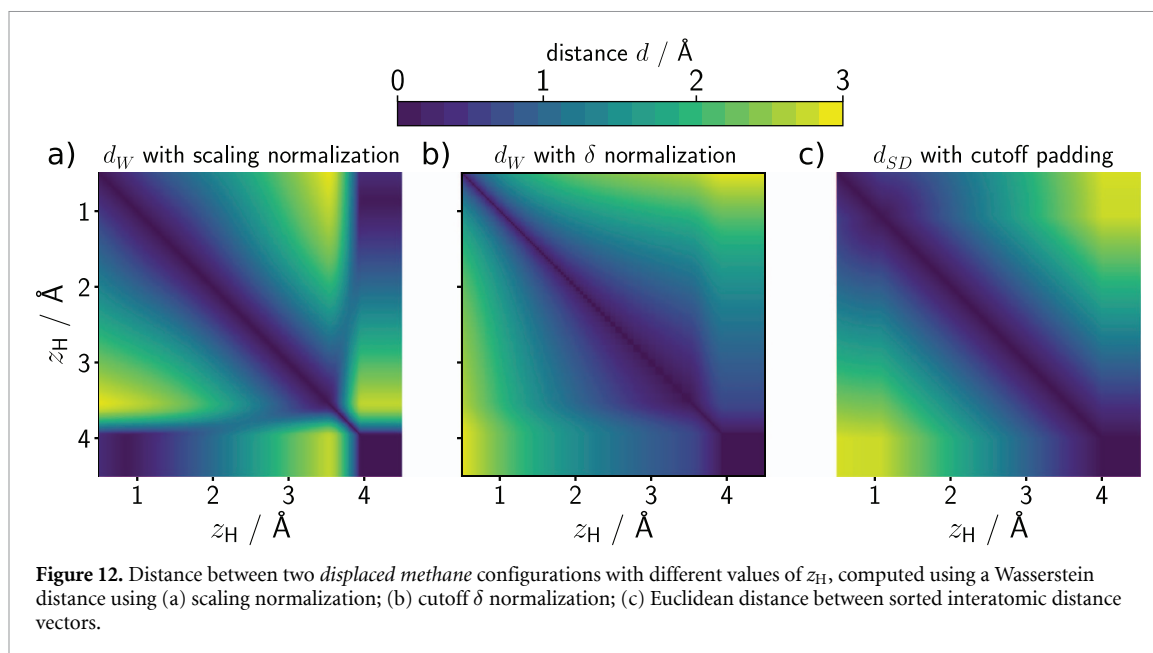 distance d / Å
0 1 2 3
a) d_W with scaling normalization
b) d_W with δ normalization
c) d_SD with cutoff padding
z_H / Å
1
2
3
4
1 2 3 4
z_H / Å
1 2 3 4
z_H / Å
1 2 3 4
z_H / Å
Figure 12. Distance between two displaced methane configurations with different values of z_H, computed using a Wasserstein
distance using (a) scaling normalization; (b) cutoff δ normalization; (c) Euclidean distance between sorted interatomic distance
vectors.